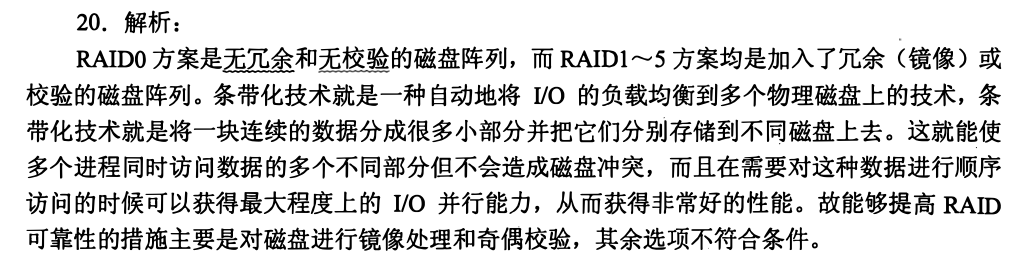 20．解析：
RAID0 方案是无冗余和无校验的磁盘阵列，而 RAID1～5 方案均是加入了冗余（镜像）或
校验的磁盘阵列。条带化技术就是一种自动地将 I/O 的负载均衡到多个物理磁盘上的技术，条
带化技术就是将一块连续的数据分成很多小部分并把它们分别存储到不同磁盘上去。这就能使
多个进程同时访问数据的多个不同部分但不会造成磁盘冲突，而且在需要对这种数据进行顺序
访问的时候可以获得最大程度上的 I/O 并行能力，从而获得非常好的性能。故能够提高 RAID
可靠性的措施主要是对磁盘进行镜像处理和奇偶校验，其余选项不符合条件。